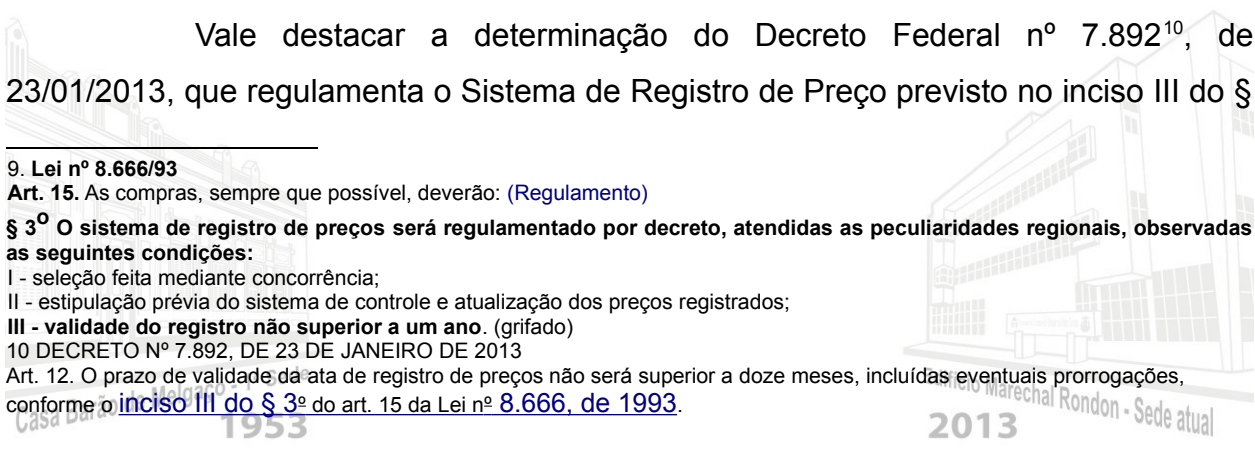 Vale destacar a determinação do Decreto Federal nº 7.892¹⁰, de
23/01/2013, que regulamenta o Sistema de Registro de Preço previsto no inciso III do §
9. Lei nº 8.666/93
Art. 15. As compras, sempre que possível, deverão: (Regulamento)
§ 3º O sistema de registro de preços será regulamentado por decreto, atendidas as peculiaridades regionais, observadas
as seguintes condições:
I - seleção feita mediante concorrência;
II - estipulação prévia do sistema de controle e atualização dos preços registrados;
III - validade do registro não superior a um ano. (grifado)
10 DECRETO Nº 7.892, DE 23 DE JANEIRO DE 2013
Art. 12. O prazo de validade da ata de registro de preços não será superior a doze meses, incluídas eventuais prorrogações,
conforme o inciso III do § 3º do art. 15 da Lei nº 8.666, de 1993.
Casa Barão de Melgaço - 1ª Sede
1953
Edifício Marechal Rondon - Sede atual
2013